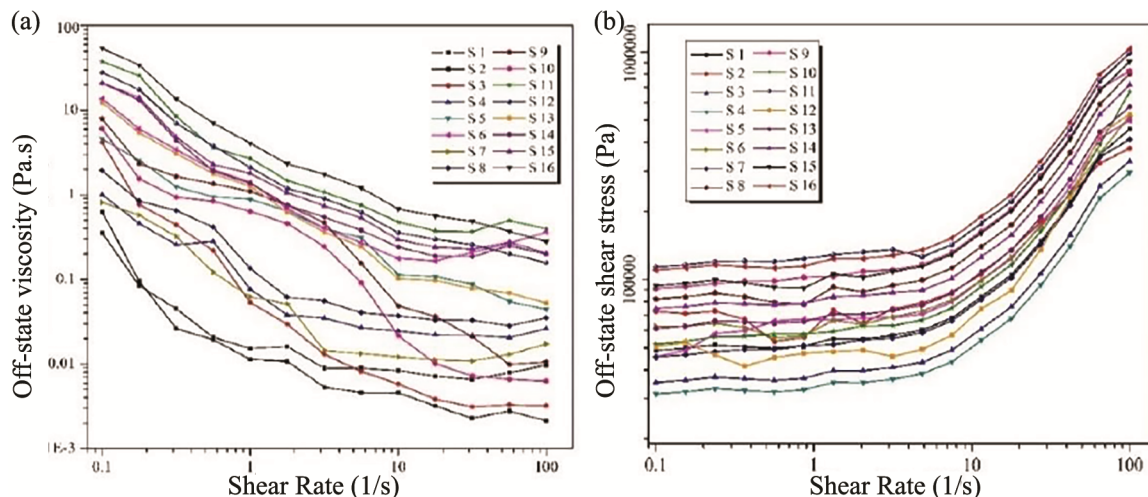 (a)
100
10
1
0.1
0.01
1E-3
Off-state viscosity (Pa.s)
S 1 S 9
S 2 S 10
S 3 S 11
S 4 S 12
S 5 S 13
S 6 S 14
S 7 S 15
S 8 S 16
0.1 1 10 100
Shear Rate (1/s)
(b)
1000000
100000
Off-state shear stress (Pa)
S 1 S 9
S 2 S 10
S 3 S 11
S 4 S 12
S 5 S 13
S 6 S 14
S 7 S 15
S 8 S 16
0.1 1 10 100
Shear Rate (1/s)